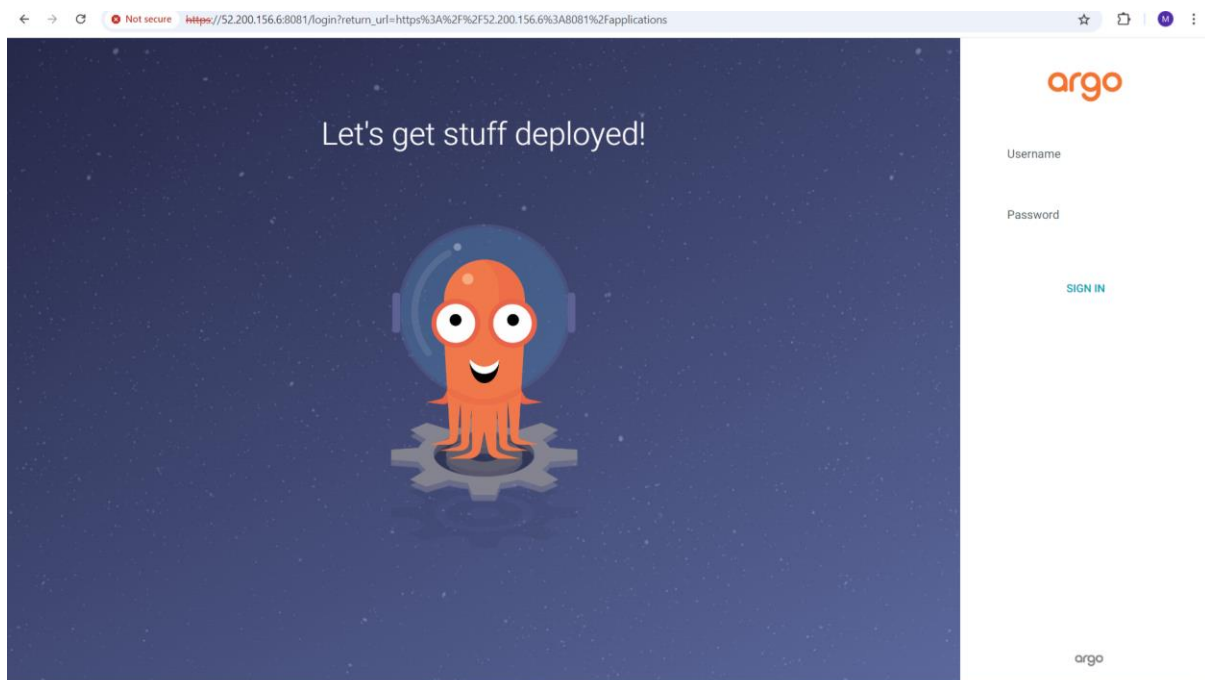 Not secure https://52.200.156.6:8081/login?return_url=https%3A%2F%2F52.200.156.6%3A8081%2Fapplications
M
argo
Let's get stuff deployed!
Username
Password
SIGN IN
argo